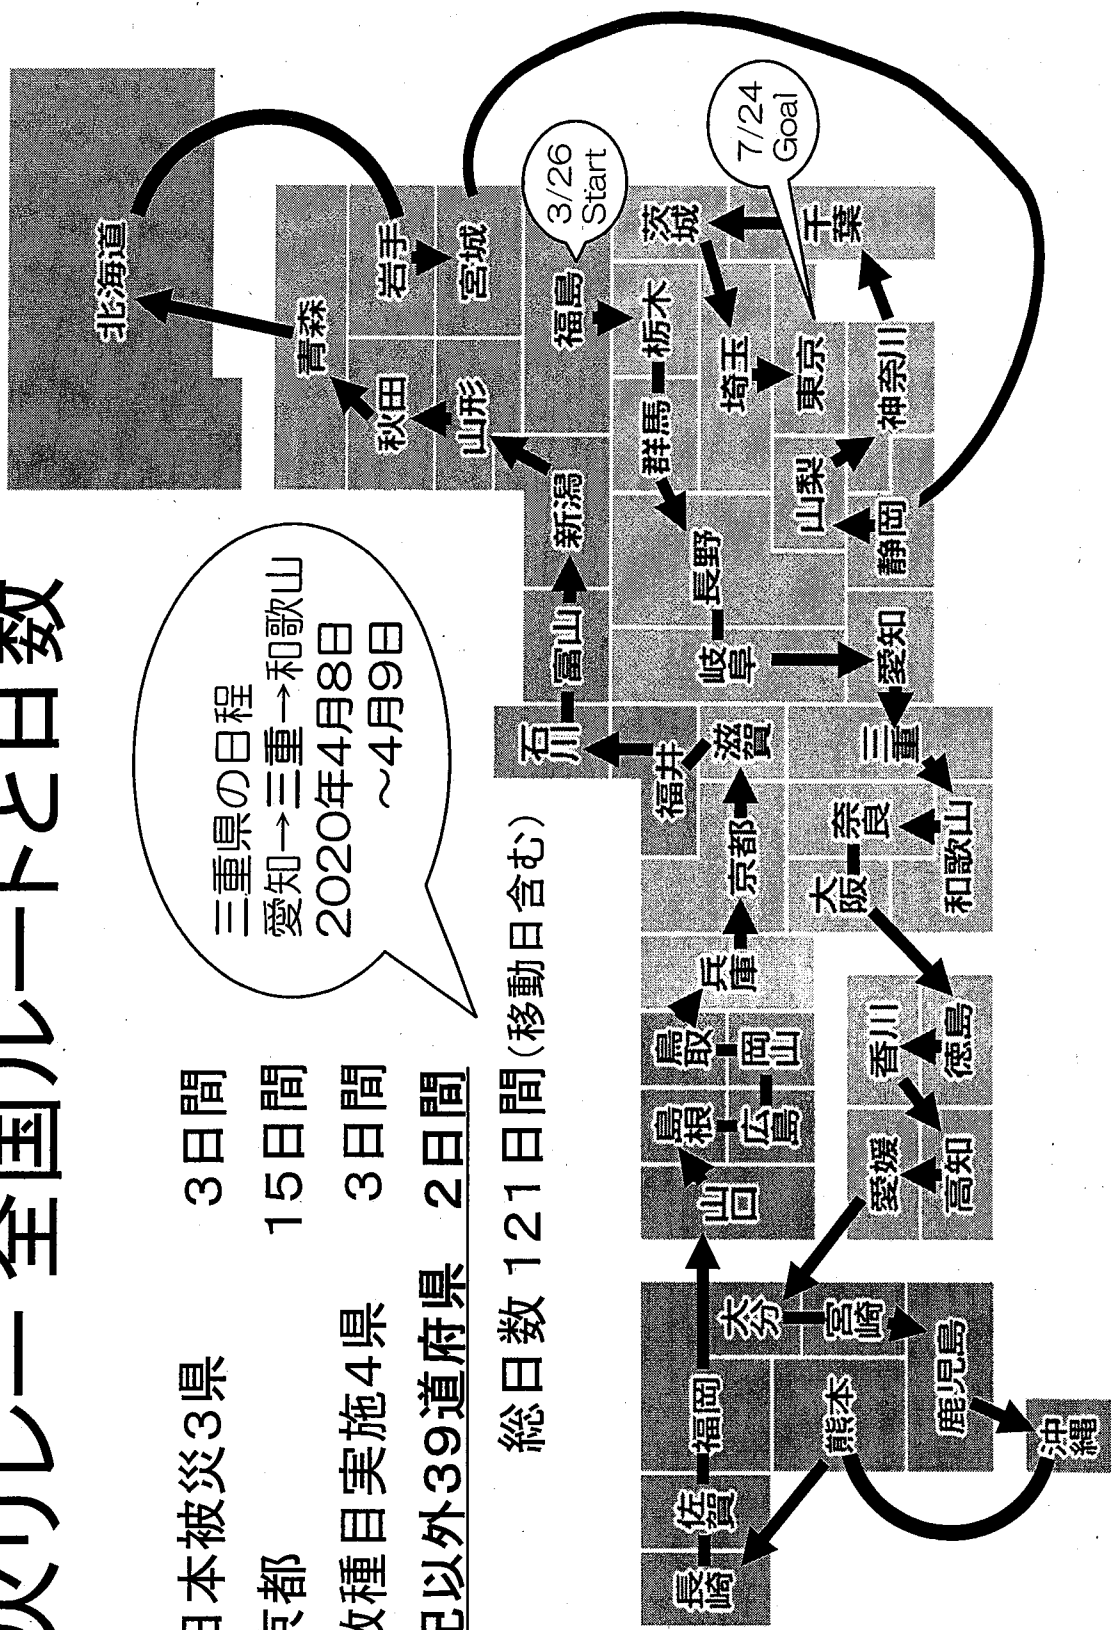 火リレー 全国ルートと日数
日本被災3県 3日間
京都 15日間
数種目実施4県 3日間
記以外39道府県 2日間
総日数 121日間(移動日含む)
三重県の日程
愛知→三重→和歌山
2020年4月8日
~4月9日
北海道
青森
岩手
秋田
宮城
山形
3/26
Start
福島
新潟
富山
石川
福井
茨城
栃木
群馬
長野
岐阜
滋賀
京都
兵庫
鳥取
島根
岡山
広島
山口
7/24
Goal
千葉
埼玉
東京
神奈川
山梨
静岡
愛知
三重
奈良
大阪
和歌山
香川
徳島
愛媛
高知
福岡
佐賀
長崎
大分
宮崎
熊本
鹿児島
沖縄